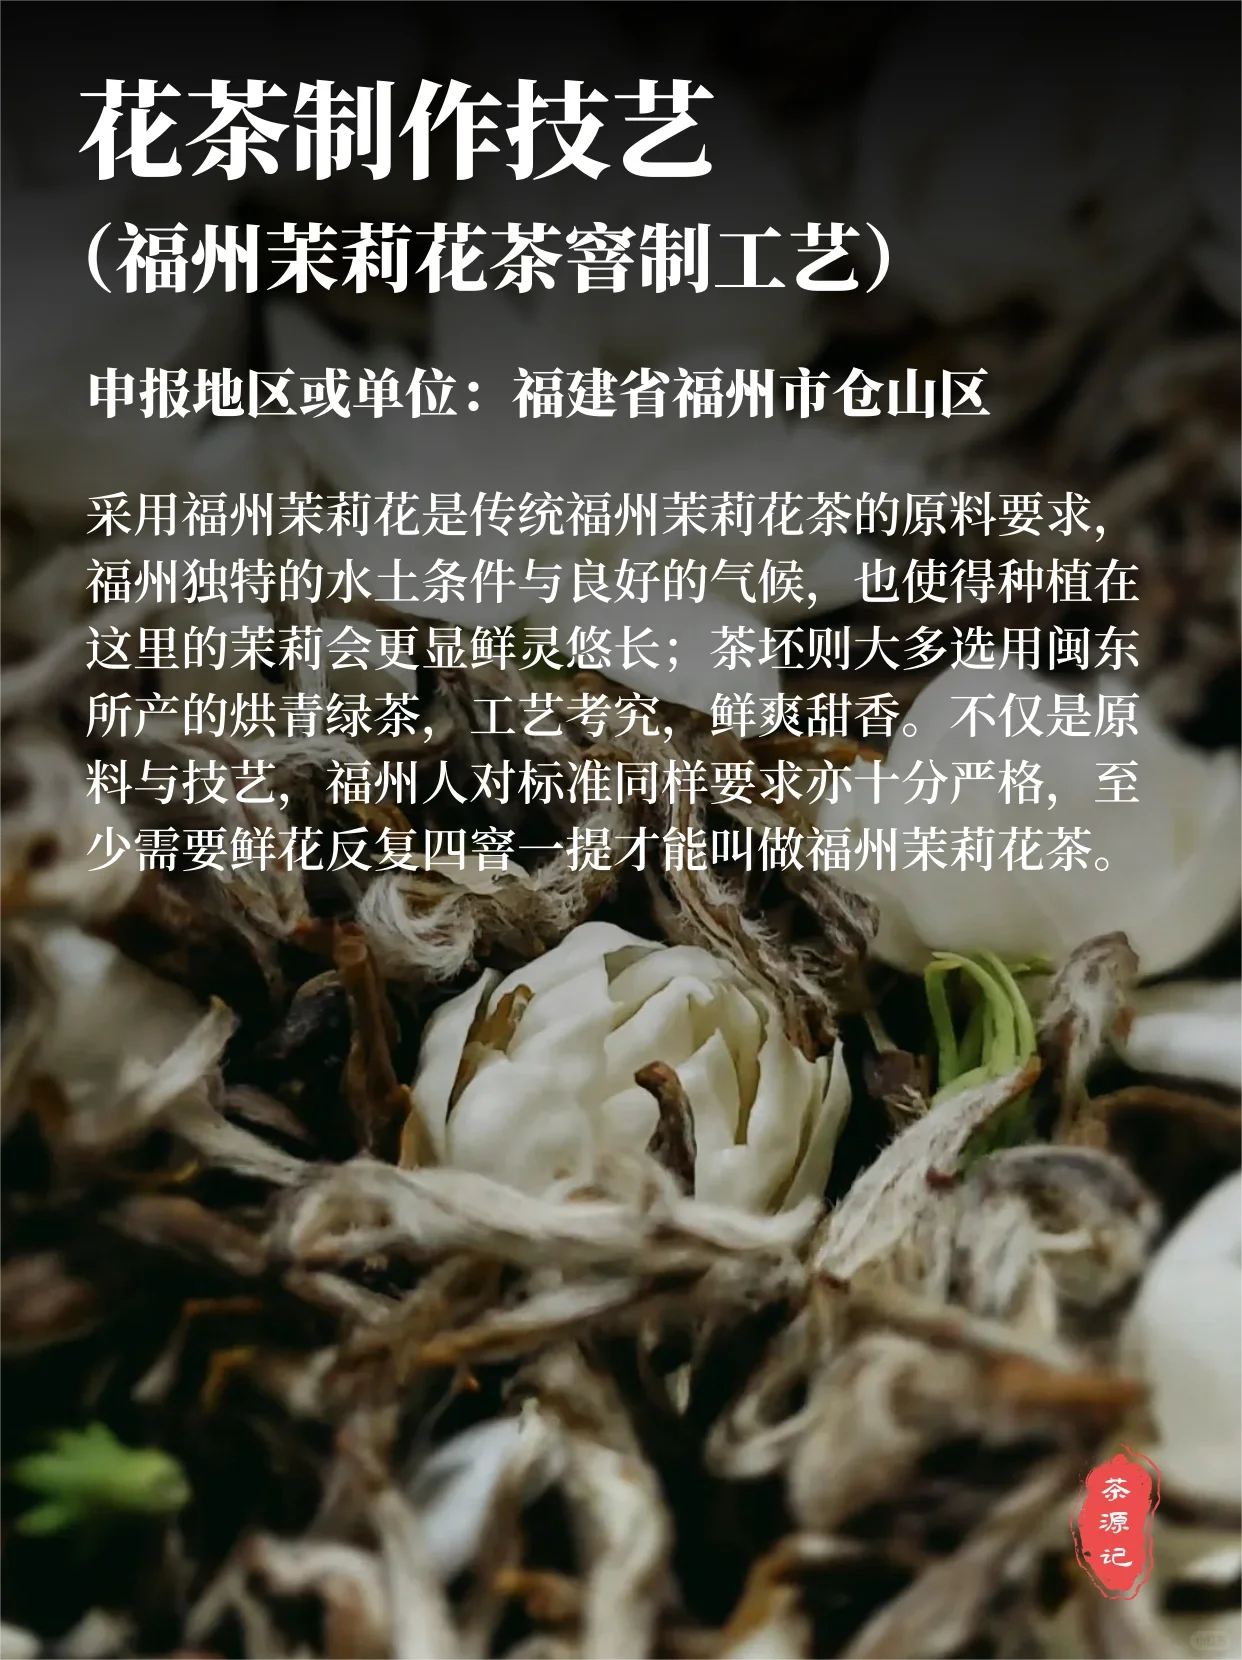 花茶制作技艺
（福州茉莉花茶窨制工艺）
申报地区或单位：福建省福州市仓山区
采用福州茉莉花是传统福州茉莉花茶的原料要求，
福州独特的水土条件与良好的气候，也使得种植在
这里的茉莉会更显鲜灵悠长；茶坯则大多选用闽东
所产的烘青绿茶，工艺考究，鲜爽甜香。不仅是原
料与技艺，福州人对标准同样要求亦十分严格，至
少需要鲜花反复四窨一提才能叫做福州茉莉花茶。
茶
源
记